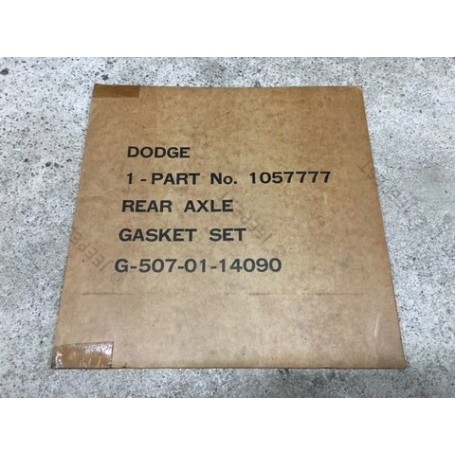 DODGE
1 - PART No. 1057777
REAR AXLE
GASKET SET
G-507-01-14090